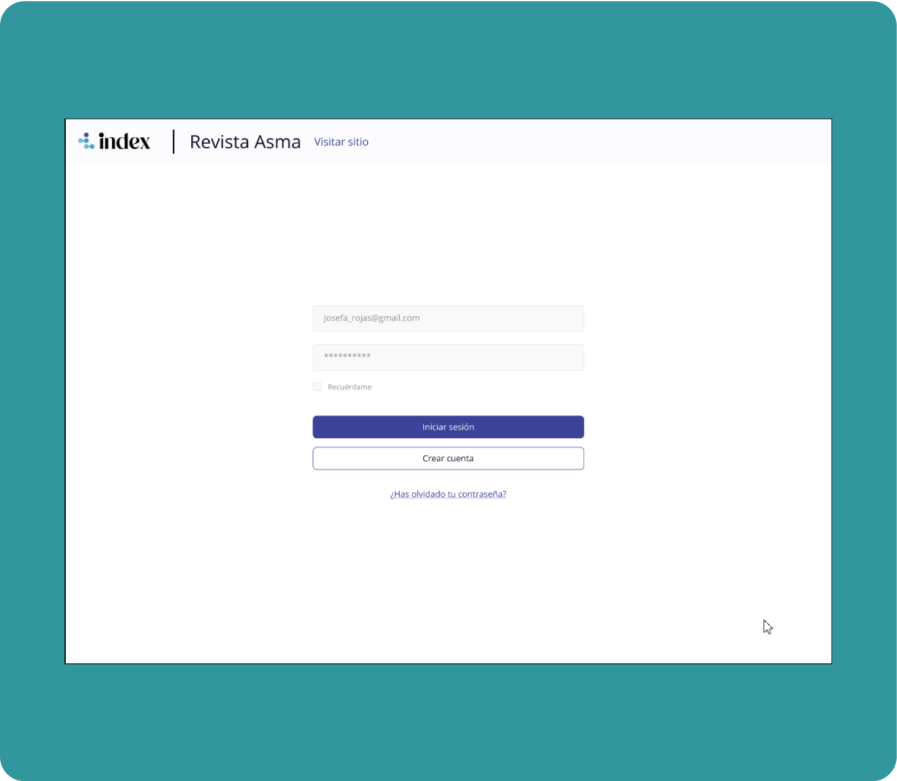 index | Revista Asma Visitar sitio
Josefa_rojas@gmail.com
**********
Recuérdame
Iniciar sesión
Crear cuenta
¿Has olvidado tu contraseña?